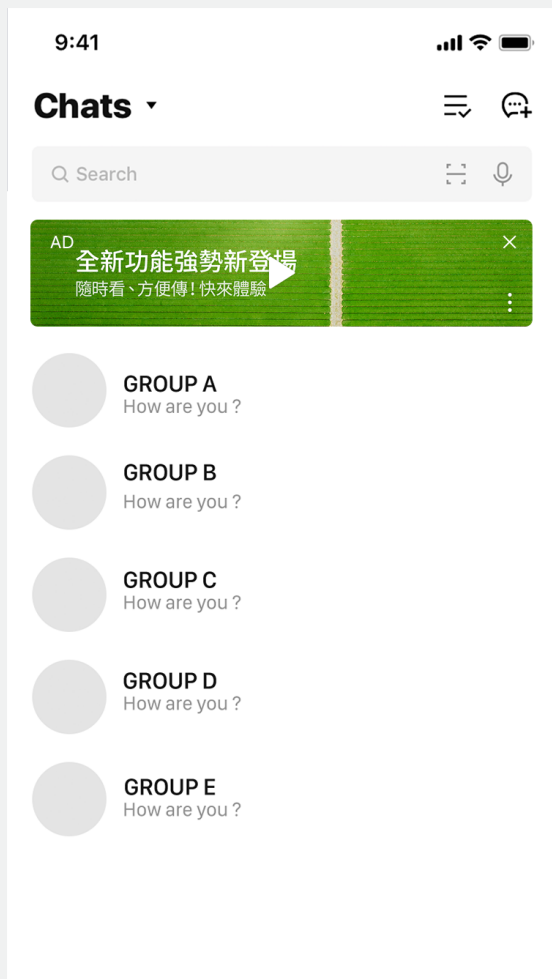 9:41
Chats
Search
AD
全新功能強勢新登場
隨時看、方便傳!快來體驗
GROUP A
How are you ?
GROUP B
How are you ?
GROUP C
How are you ?
GROUP D
How are you ?
GROUP E
How are you ?